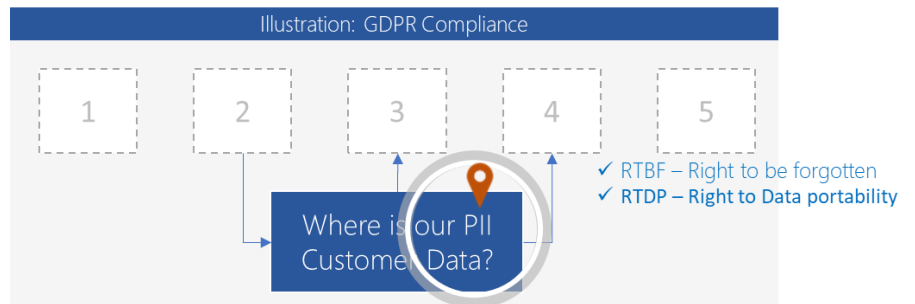 Illustration: GDPR Compliance
1 2 3 4 5
✓ RTBF – Right to be forgotten
✓ RTDP – Right to Data portability
Where is our PII
Customer Data?